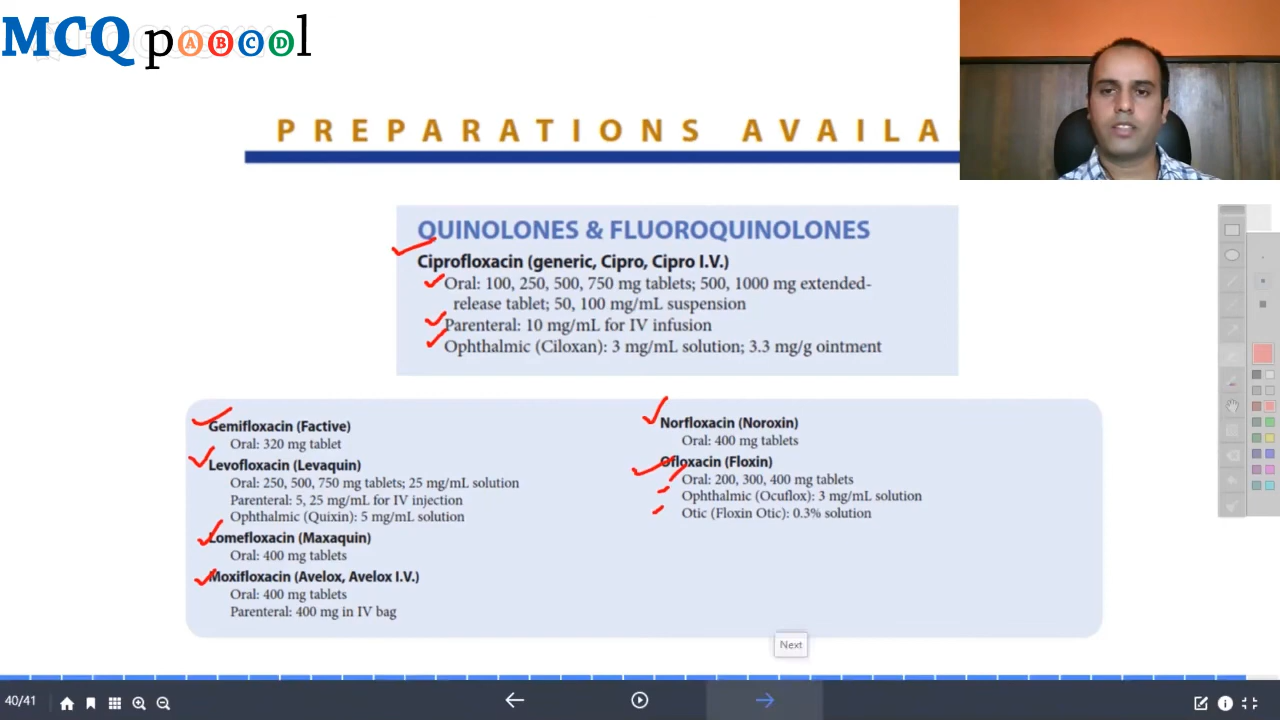 MCQ pABCDl
PREPARATIONS AVAILA
QUINOLONES & FLUOROQUINOLONES
Ciprofloxacin (generic, Cipro, Cipro I.V.)
Oral: 100, 250, 500, 750 mg tablets; 500, 1000 mg extended-
release tablet; 50, 100 mg/mL suspension
Parenteral: 10 mg/mL for IV infusion
Ophthalmic (Ciloxan): 3 mg/mL solution; 3.3 mg/g ointment
Gemifloxacin (Factive)
Oral: 320 mg tablet
Levofloxacin (Levaquin)
Oral: 250, 500, 750 mg tablets; 25 mg/mL solution
Parenteral: 5, 25 mg/mL for IV injection
Ophthalmic (Quixin): 5 mg/mL solution
Lomefloxacin (Maxaquin)
Oral: 400 mg tablets
Moxifloxacin (Avelox, Avelox I.V.)
Oral: 400 mg tablets
Parenteral: 400 mg in IV bag
Norfloxacin (Noroxin)
Oral: 400 mg tablets
Ofloxacin (Floxin)
Oral: 200, 300, 400 mg tablets
Ophthalmic (Ocuflox): 3 mg/mL solution
Otic (Floxin Otic): 0.3% solution
Next
40/41